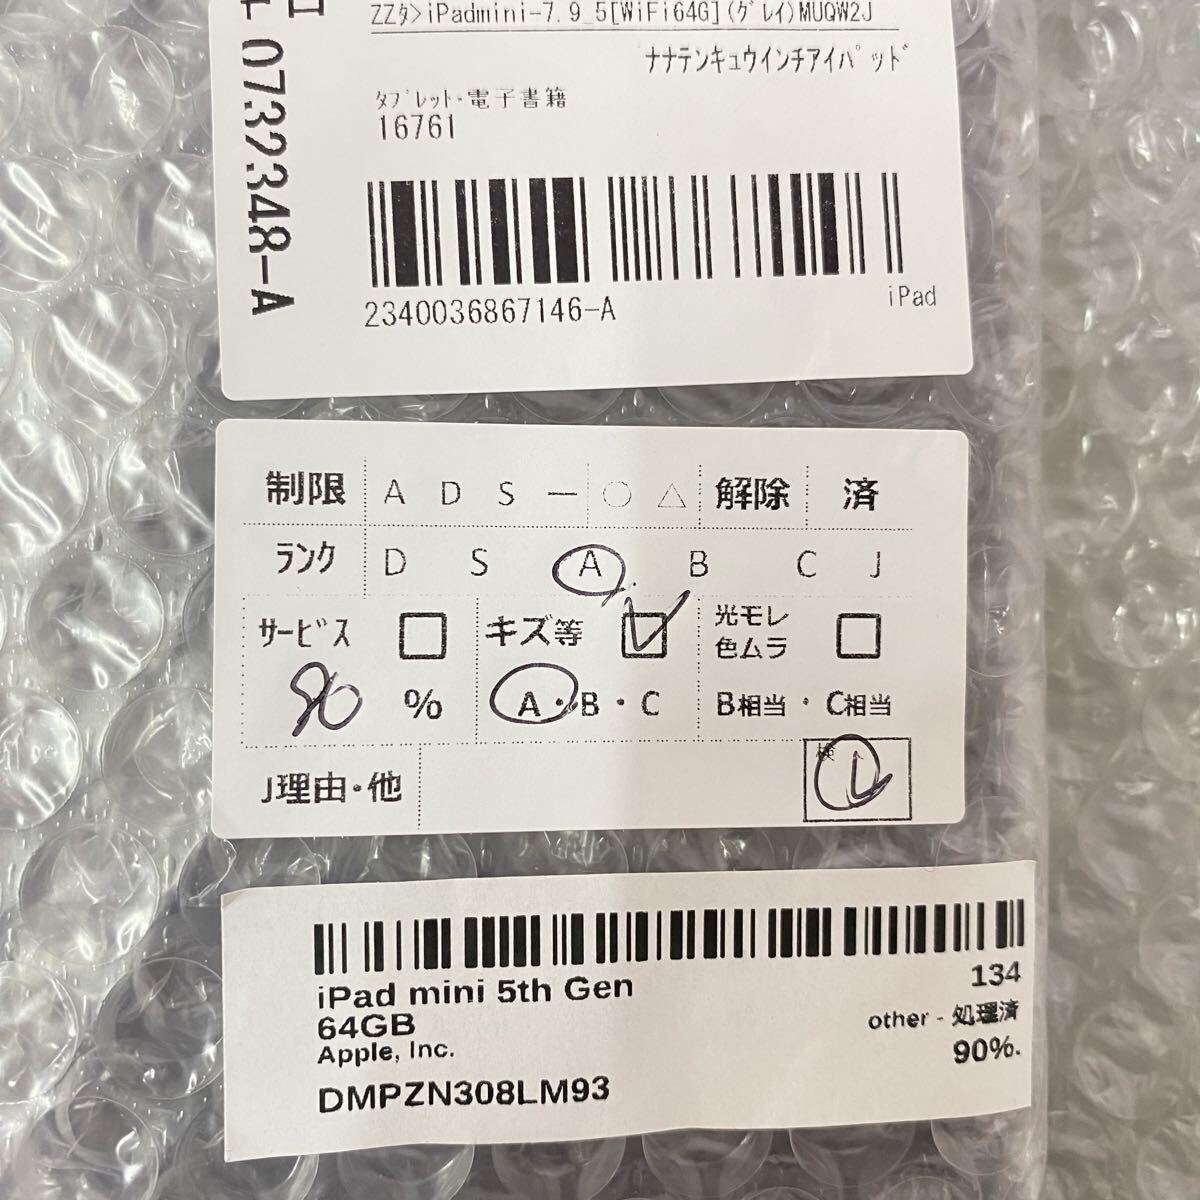 ZZﾀ>iPadmini-7.9_5[WiFi64G](ｸﾞﾚｲ)MUQW2J
ﾅﾅﾃﾝｷｭｳｲﾝﾁｱｲﾊﾟｯﾄﾞ
ﾀﾌﾞﾚｯﾄ･電子書籍
16761
2340036867146-A
iPad
0732348-A
制限 A D S － ○ △ 解除 済
ランク D S A B C J
サービス □ キズ等 □ 光モレ
色ムラ □
90 % A・B・C B相当・C相当
J理由・他
検
iPad mini 5th Gen
134
64GB
other - 処理済
Apple, Inc.
90%.
DMPZN308LM93